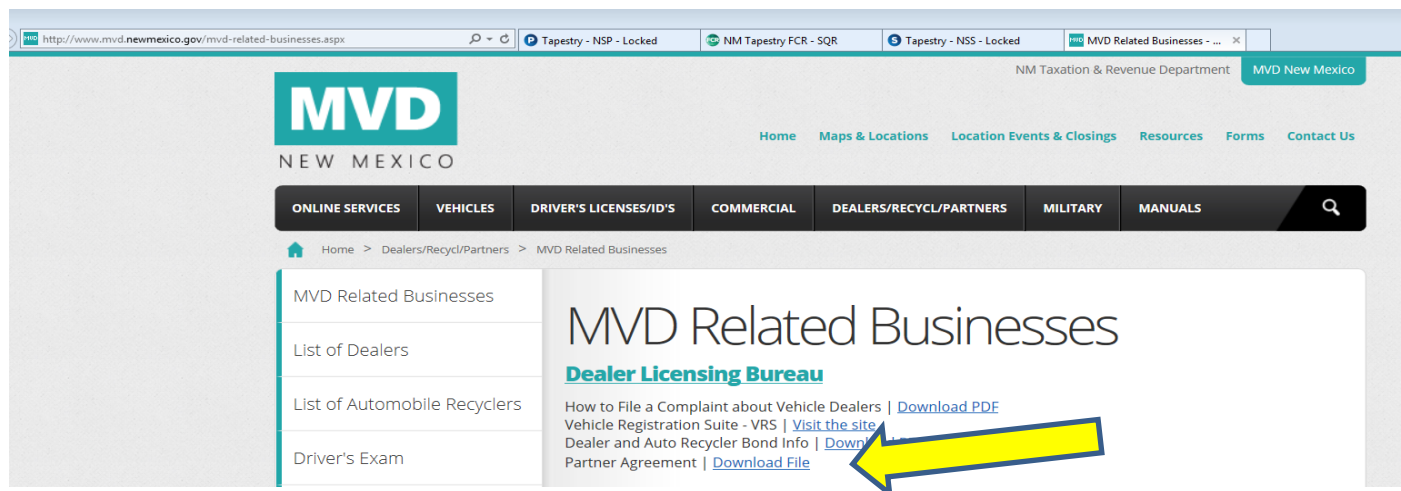 http://www.mvd.newmexico.gov/mvd-related-businesses.aspx
Tapestry - NSP - Locked
NM Tapestry FCR - SQR
Tapestry - NSS - Locked
MVD Related Businesses - ...
NM Taxation & Revenue Department
MVD New Mexico
MVD
NEW MEXICO
Home Maps & Locations Location Events & Closings Resources Forms Contact Us
ONLINE SERVICES VEHICLES DRIVER'S LICENSES/ID'S COMMERCIAL DEALERS/RECYCL/PARTNERS MILITARY MANUALS
Home > Dealers/Recycl/Partners > MVD Related Businesses
MVD Related Businesses
List of Dealers
List of Automobile Recyclers
Driver's Exam
MVD Related Businesses
Dealer Licensing Bureau
How to File a Complaint about Vehicle Dealers | Download PDF
Vehicle Registration Suite - VRS | Visit the site
Dealer and Auto Recycler Bond Info |
Partner Agreement | Download File